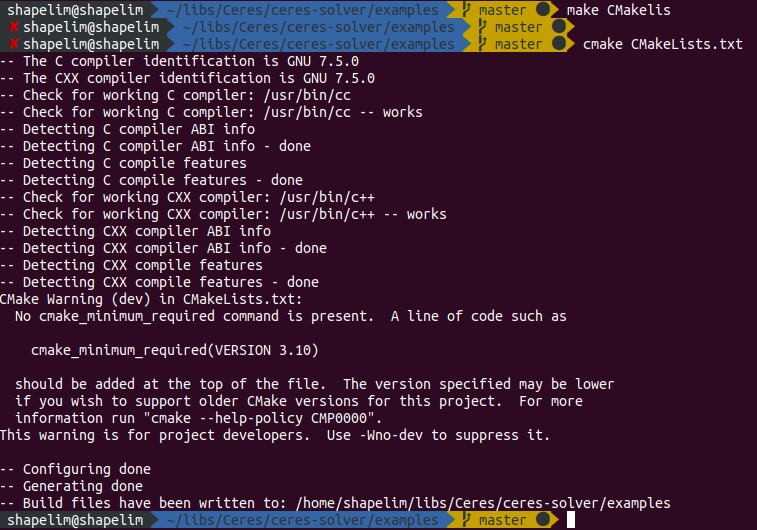 shapelim@shapelim ~/libs/Ceres/ceres-solver/examples master make CMakelis
✘ shapelim@shapelim ~/libs/Ceres/ceres-solver/examples master
✘ shapelim@shapelim ~/libs/Ceres/ceres-solver/examples master cmake CMakeLists.txt
-- The C compiler identification is GNU 7.5.0
-- The CXX compiler identification is GNU 7.5.0
-- Check for working C compiler: /usr/bin/cc
-- Check for working C compiler: /usr/bin/cc -- works
-- Detecting C compiler ABI info
-- Detecting C compiler ABI info - done
-- Detecting C compile features
-- Detecting C compile features - done
-- Check for working CXX compiler: /usr/bin/c++
-- Check for working CXX compiler: /usr/bin/c++ -- works
-- Detecting CXX compiler ABI info
-- Detecting CXX compiler ABI info - done
-- Detecting CXX compile features
-- Detecting CXX compile features - done
CMake Warning (dev) in CMakeLists.txt:
No cmake_minimum_required command is present.  A line of code such as
cmake_minimum_required(VERSION 3.10)
should be added at the top of the file.  The version specified may be lower
if you wish to support older CMake versions for this project.  For more
information run "cmake --help-policy CMP0000".
This warning is for project developers.  Use -Wno-dev to suppress it.
-- Configuring done
-- Generating done
-- Build files have been written to: /home/shapelim/libs/Ceres/ceres-solver/examples
shapelim@shapelim ~/libs/Ceres/ceres-solver/examples master